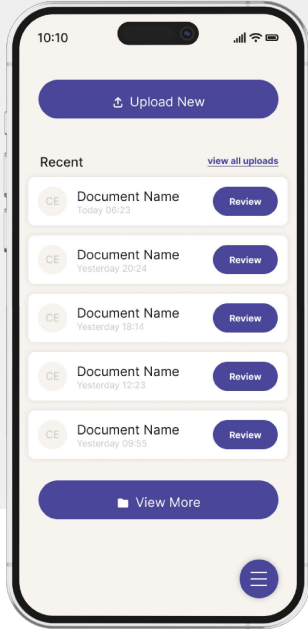 10:10
Upload New
Recent view all uploads
CE Document Name Review
Today 06:23
CE Document Name Review
Yesterday 20:24
CE Document Name Review
Yesterday 18:14
CE Document Name Review
Yesterday 12:23
CE Document Name Review
Yesterday 09:55
View More